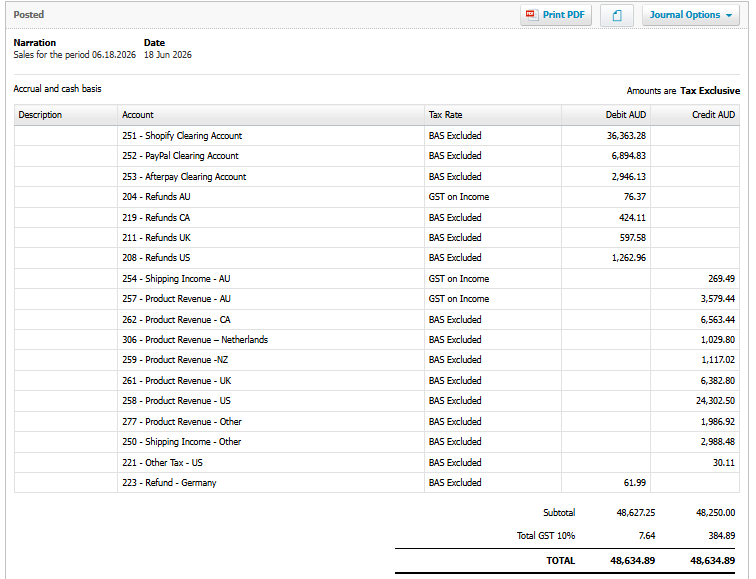 Posted
Print PDF
Journal Options
Narration Date
Sales for the period 06.18.2026 18 Jun 2026
Accrual and cash basis Amounts are Tax Exclusive
Description Account Tax Rate Debit AUD Credit AUD
251 - Shopify Clearing Account BAS Excluded 36,363.28
252 - PayPal Clearing Account BAS Excluded 6,894.83
253 - Afterpay Clearing Account BAS Excluded 2,946.13
204 - Refunds AU GST on Income 76.37
219 - Refunds CA BAS Excluded 424.11
211 - Refunds UK BAS Excluded 597.58
208 - Refunds US BAS Excluded 1,262.96
254 - Shipping Income - AU GST on Income 269.49
257 - Product Revenue - AU GST on Income 3,579.44
262 - Product Revenue - CA BAS Excluded 6,563.44
306 - Product Revenue – Netherlands BAS Excluded 1,029.80
259 - Product Revenue -NZ BAS Excluded 1,117.02
261 - Product Revenue - UK BAS Excluded 6,382.80
258 - Product Revenue - US BAS Excluded 24,302.50
277 - Product Revenue - Other BAS Excluded 1,986.92
250 - Shipping Income - Other BAS Excluded 2,988.48
221 - Other Tax - US BAS Excluded 30.11
223 - Refund - Germany BAS Excluded 61.99
Subtotal 48,627.25 48,250.00
Total GST 10% 7.64 384.89
TOTAL 48,634.89 48,634.89